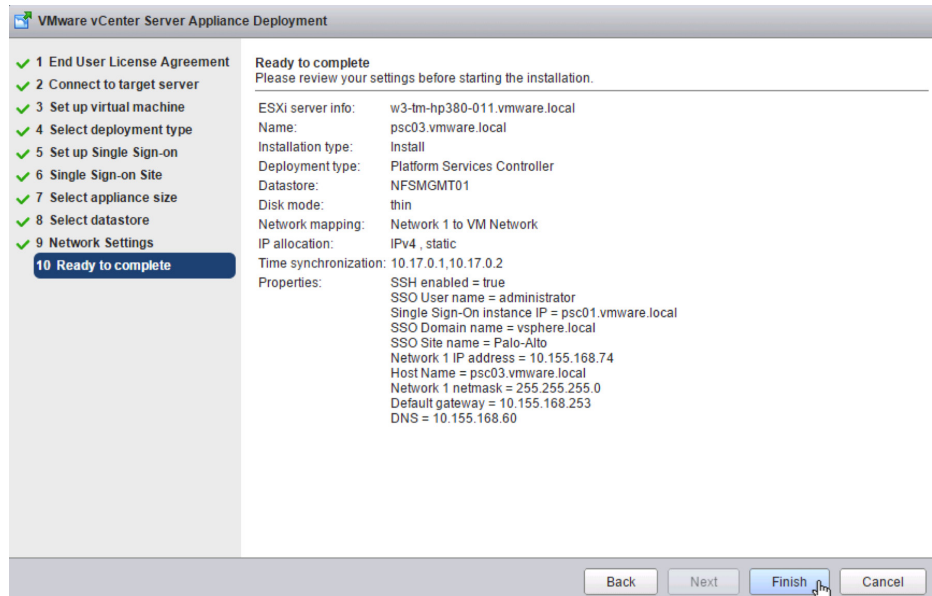 VMware vCenter Server Appliance Deployment
1 End User License Agreement
2 Connect to target server
3 Set up virtual machine
4 Select deployment type
5 Set up Single Sign-on
6 Single Sign-on Site
7 Select appliance size
8 Select datastore
9 Network Settings
10 Ready to complete
Ready to complete
Please review your settings before starting the installation.
ESXi server info: w3-tm-hp380-011.vmware.local
Name: psc03.vmware.local
Installation type: Install
Deployment type: Platform Services Controller
Datastore: NFSMGMT01
Disk mode: thin
Network mapping: Network 1 to VM Network
IP allocation: IPv4 , static
Time synchronization: 10.17.0.1,10.17.0.2
Properties: SSH enabled = true
SSO User name = administrator
Single Sign-On instance IP = psc01.vmware.local
SSO Domain name = vsphere.local
SSO Site name = Palo-Alto
Network 1 IP address = 10.155.168.74
Host Name = psc03.vmware.local
Network 1 netmask = 255.255.255.0
Default gateway = 10.155.168.253
DNS = 10.155.168.60
Back Next Finish Cancel